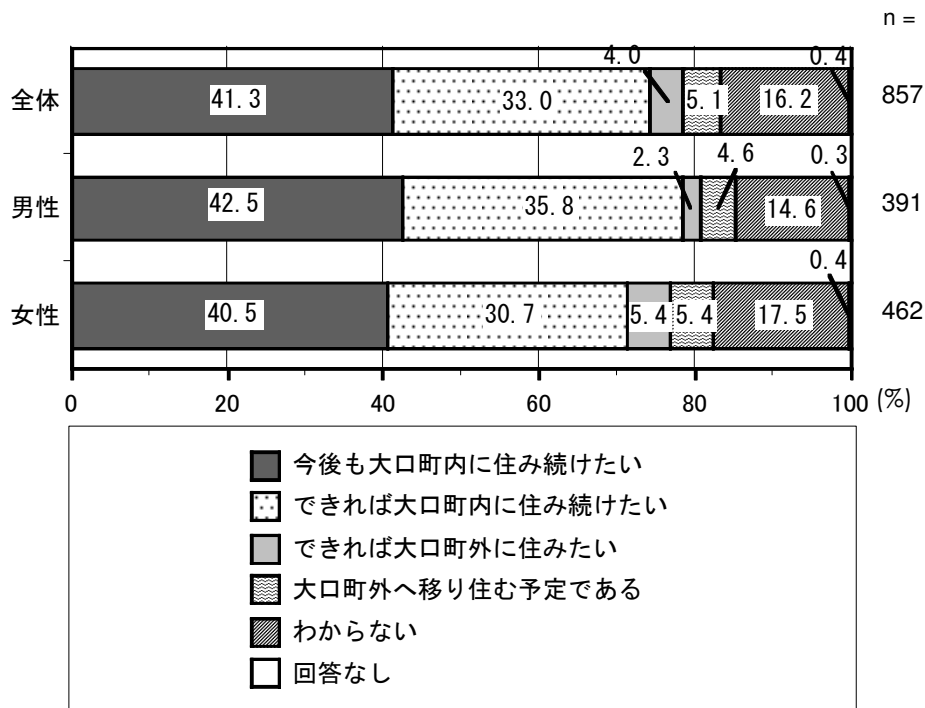 n =
4.0 0.4
全体 41.3 33.0 5.1 16.2 857
2.3 4.6 0.3
男性 42.5 35.8 14.6 391
0.4
女性 40.5 30.7 5.4 5.4 17.5 462
0 20 40 60 80 100 (%)
今後も大口町内に住み続けたい
できれば大口町内に住み続けたい
できれば大口町外に住みたい
大口町外へ移り住む予定である
わからない
回答なし